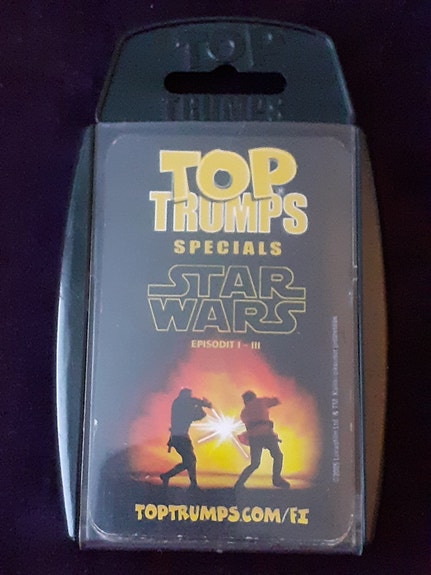 TOP
TRUMPS
TOP
TRUMPS
SPECIALS
STAR
WARS
EPISODIT I - III
TOPTRUMPS.COM/FI